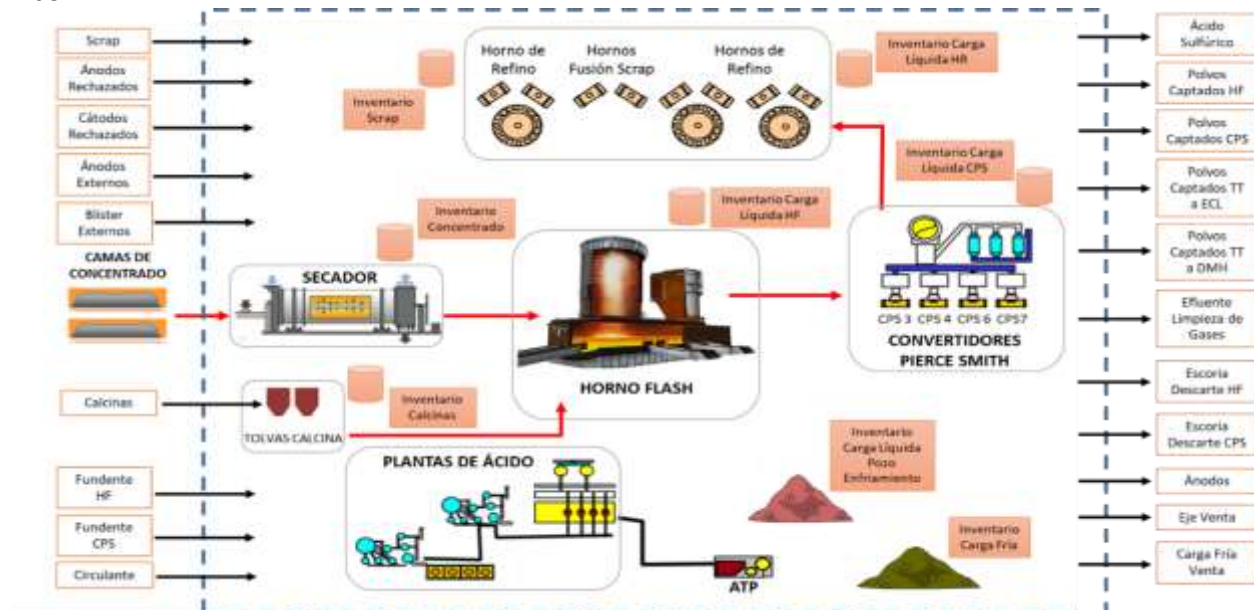 Scrap
Ánodos
Rechazados
Cátodos
Rechazados
Ánodos
Externos
Blíster
Externos
CAMAS DE
CONCENTRADO
Calcinas
Fundente
HF
Fundente
CPS
Circulante
Horno de
Refino
Hornos
Fusión Scrap
Hornos de
Refino
Inventario
Scrap
Inventario Carga
Líquida HR
Inventario Carga
Líquida CPS
Inventario
Concentrado
Inventario Carga
Líquida HF
SECADOR
HORNO FLASH
CPS 3 CPS 4 CPS 6 CPS7
CONVERTIDORES
PIERCE SMITH
TOLVAS CALCINA
Inventario
Calcinas
PLANTAS DE ÁCIDO
ATP
Inventario
Carga Líquida
Pozo
Enfriamiento
Inventario
Carga Fría
Ácido
Sulfúrico
Polvos
Captados HF
Polvos
Captados CPS
Polvos
Captados TT
a ECL
Polvos
Captados TT
a DMH
Efluente
Limpieza de
Gases
Escoria
Descarte HF
Escoria
Descarte CPS
Ánodos
Eje Venta
Carga Fría
Venta